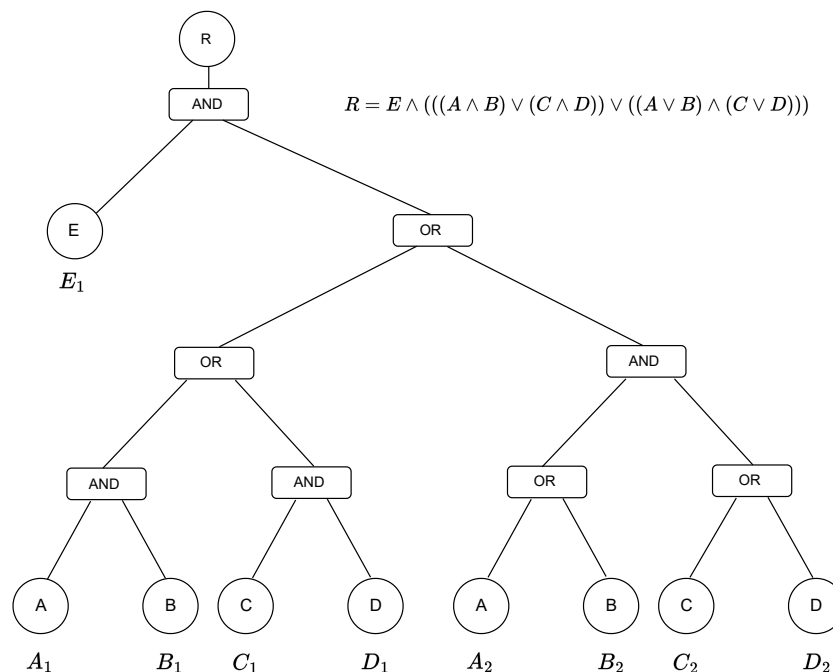 R
AND
R = E ∧ (((A ∧ B) ∨ (C ∧ D)) ∨ ((A ∨ B) ∧ (C ∨ D)))
E
OR
E₁
OR
AND
AND
AND
OR
OR
A
B
C
D
A
B
C
D
A₁
B₁
C₁
D₁
A₂
B₂
C₂
D₂